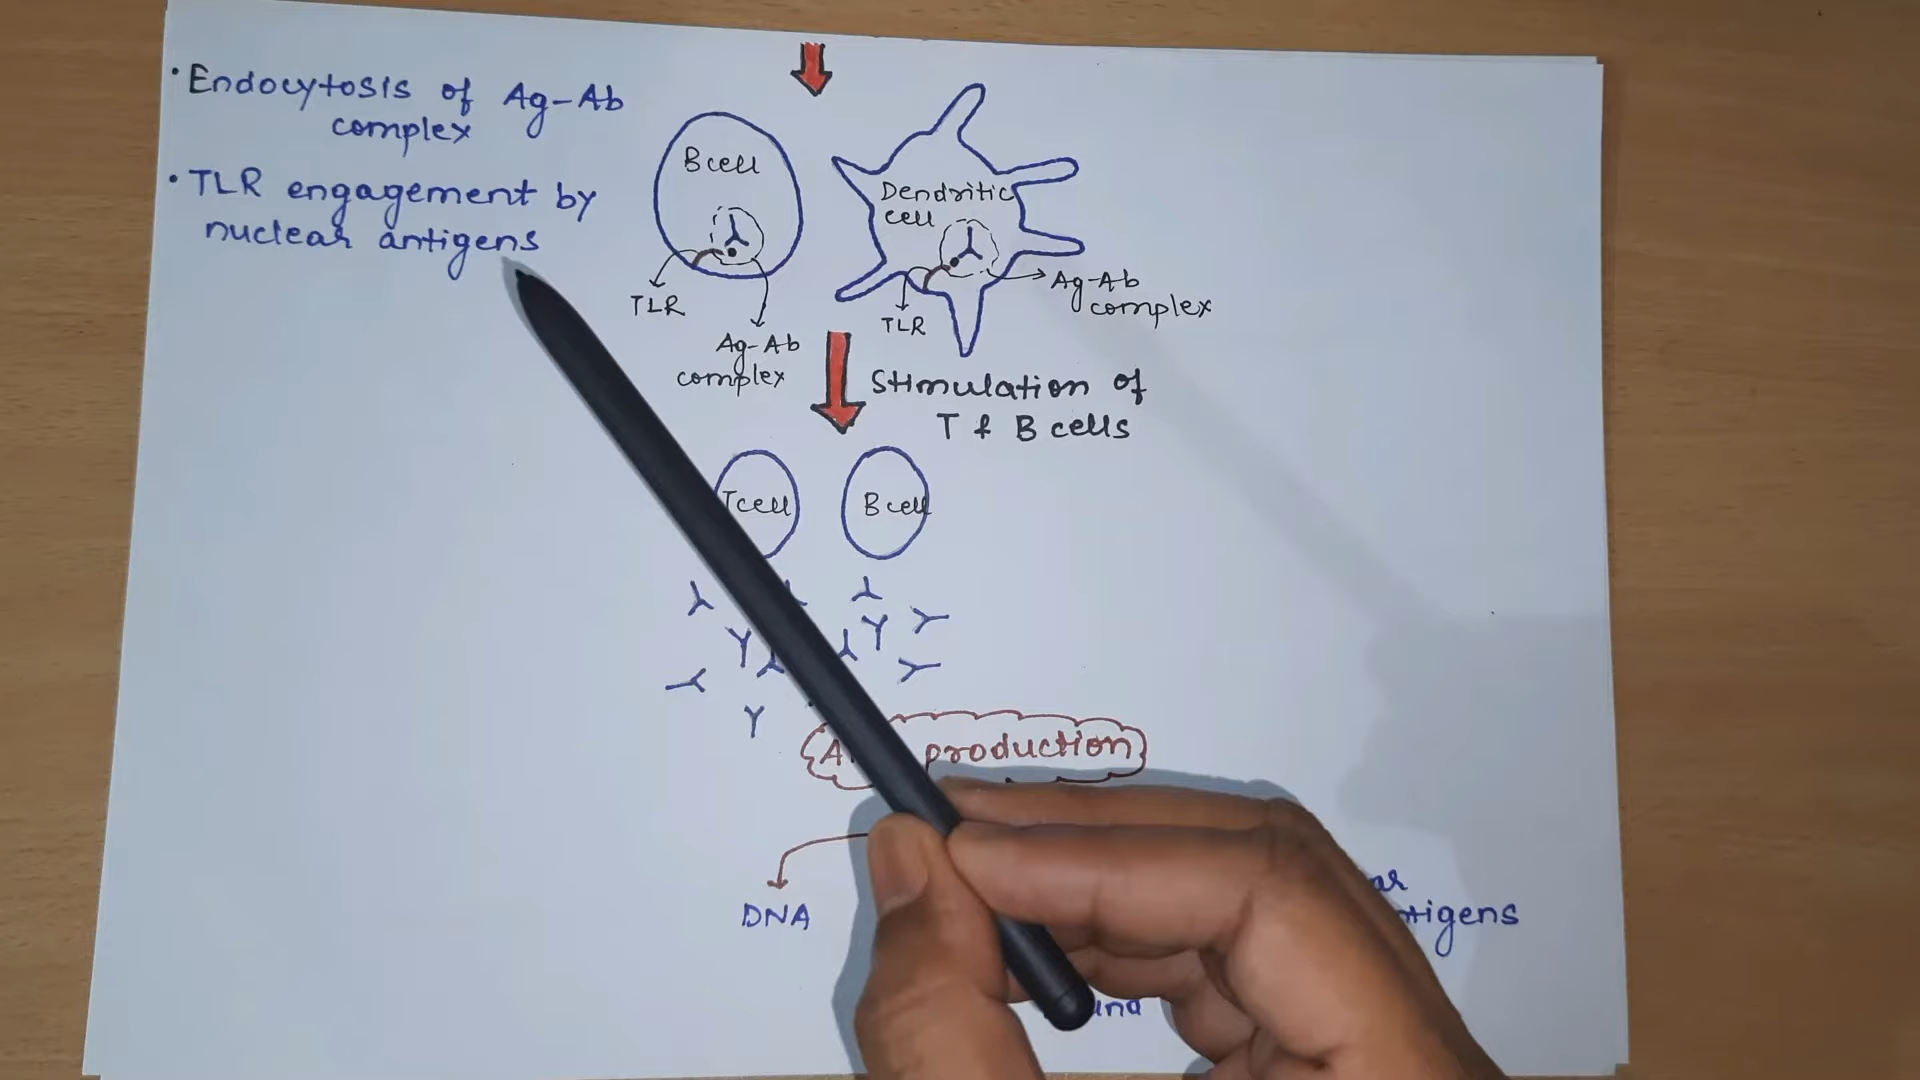 • Endocytosis of Ag-Ab
complex
• TLR engagement by
nuclear antigens
B cell
TLR
Ag-Ab
complex
Dendritic
cell
TLR
Ag-Ab
complex
Stimulation of
T & B cells
T cell
B cell
production
DNA